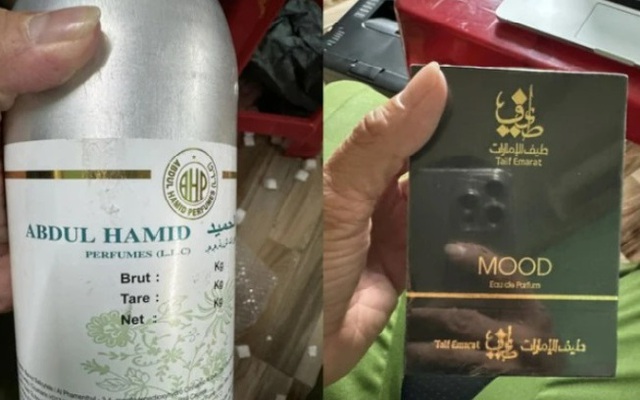 ABDUL HAMID PERFUMES L.L.C
AHP
ABDUL HAMID
PERFUMES (L.L.C)
Brut : Kg
Tare : Kg
Net : Kg
طيف الإمارات
Taif Emarat
MOOD
Eau de Parfum
Taif Emarat طيف الإمارات